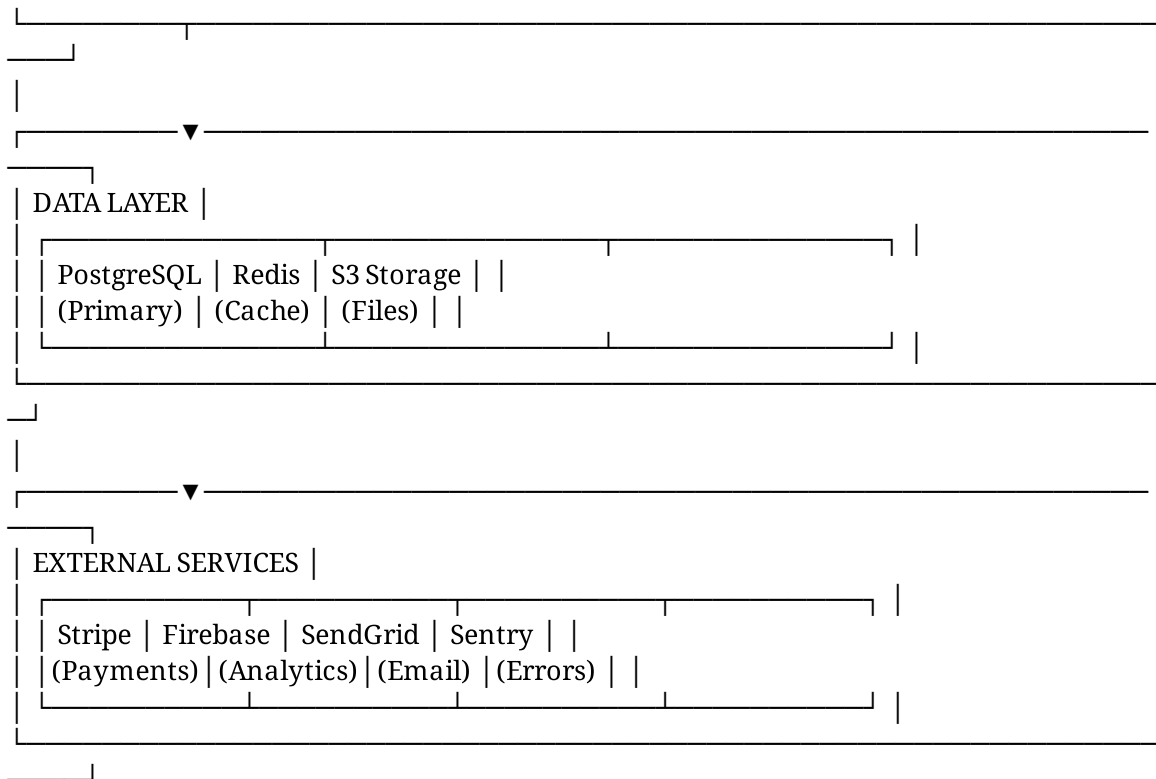 └─────────┬─────────────────────────────────────────────────────
────┘
│
┌─────────▼─────────────────────────────────────────────────────
─────┐
│ DATA LAYER │
│ ┌───────────────┬───────────────┬───────────────┐ │
│ │ PostgreSQL │ Redis │ S3 Storage │ │
│ │ (Primary) │ (Cache) │ (Files) │ │
│ └───────────────┴───────────────┴───────────────┘ │
└───────────────────────────────────────────────────────────────
─┘
│
┌─────────▼─────────────────────────────────────────────────────
─────┐
│ EXTERNAL SERVICES │
│ ┌───────────┬───────────┬───────────┬───────────┐ │
│ │ Stripe │ Firebase │ SendGrid │ Sentry │ │
│ │(Payments)│(Analytics)│(Email) │(Errors) │ │
│ └───────────┴───────────┴───────────┴───────────┘ │
└───────────────────────────────────────────────────────────────
─────┘